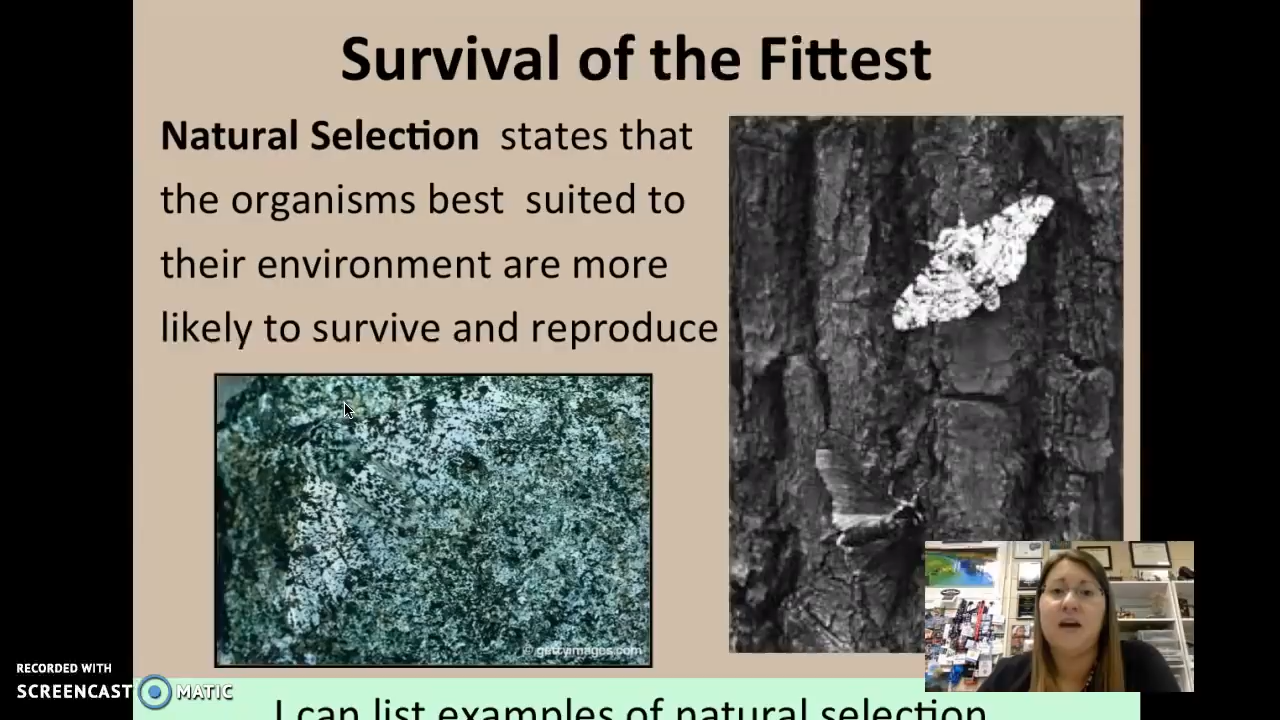 Survival of the Fittest
Natural Selection states that
the organisms best suited to
their environment are more
likely to survive and reproduce
© gettyimages.com
RECORDED WITH
SCREENCAST MATIC
I can list examples of natural selection